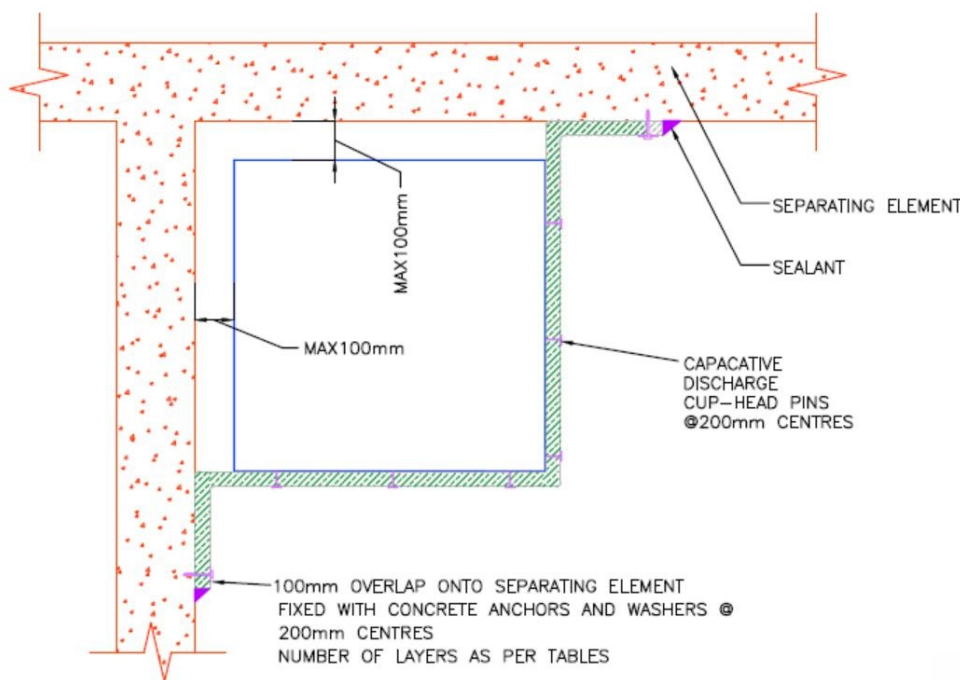 SEPARATING ELEMENT
SEALANT
MAX100mm
MAX100mm
CAPACATIVE
DISCHARGE
CUP-HEAD PINS
@200mm CENTRES
100mm OVERLAP ONTO SEPARATING ELEMENT
FIXED WITH CONCRETE ANCHORS AND WASHERS @
200mm CENTRES
NUMBER OF LAYERS AS PER TABLES